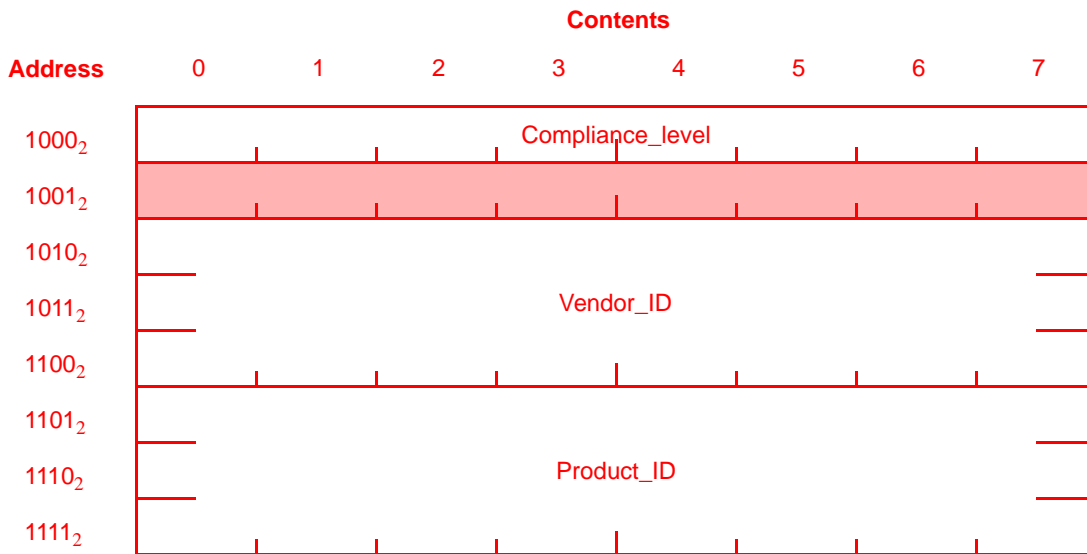 Contents
Address 0 1 2 3 4 5 6 7
1000₂ Compliance_level
1001₂
1010₂
1011₂ Vendor_ID
1100₂
1101₂
1110₂ Product_ID
1111₂